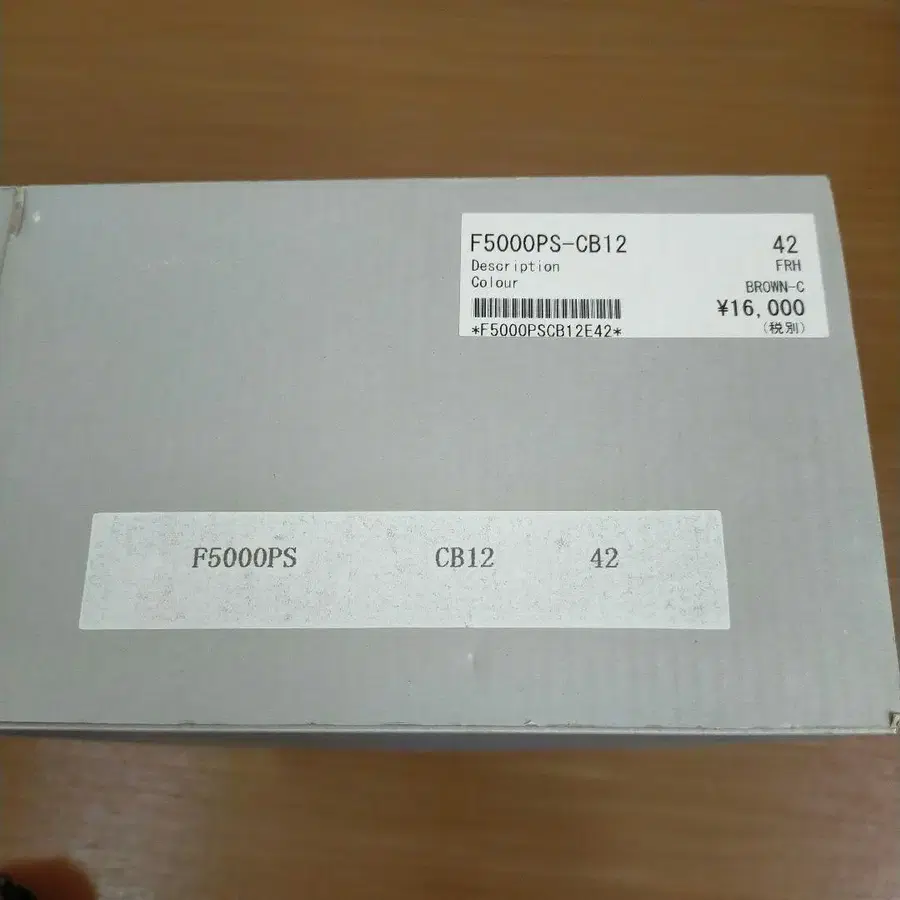 F5000PS-CB12 42
Description FRH
Colour BROWN-C
¥16,000
*F5000PSCB12E42* (税別)
F5000PS CB12 42